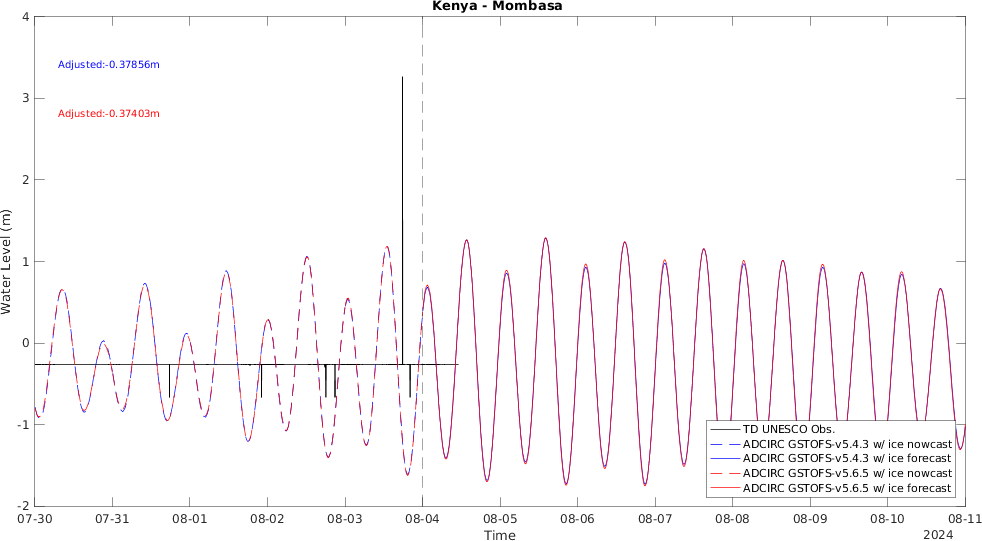 Kenya - Mombasa
Adjusted:-0.37856m
Adjusted:-0.37403m
Water Level (m)
4
3
2
1
0
-1
-2
TD UNESCO Obs.
ADCIRC GSTOFS-v5.4.3 w/ ice nowcast
ADCIRC GSTOFS-v5.4.3 w/ ice forecast
ADCIRC GSTOFS-v5.6.5 w/ ice nowcast
ADCIRC GSTOFS-v5.6.5 w/ ice forecast
07-30 07-31 08-01 08-02 08-03 08-04 08-05 08-06 08-07 08-08 08-09 08-10 08-11
Time
2024